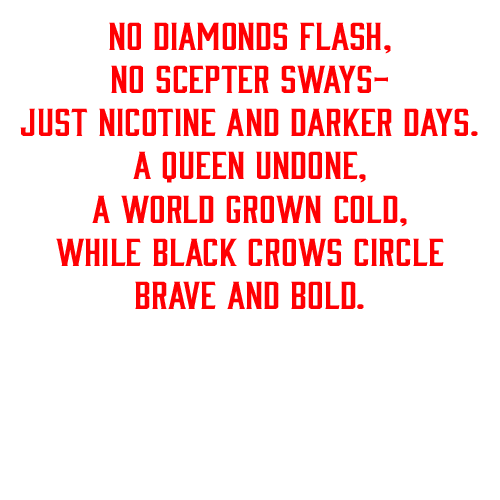 NO DIAMONDS FLASH,
NO SCEPTER SWAYS-
JUST NICOTINE AND DARKER DAYS.
A QUEEN UNDONE,
A WORLD GROWN COLD,
WHILE BLACK CROWS CIRCLE
BRAVE AND BOLD.